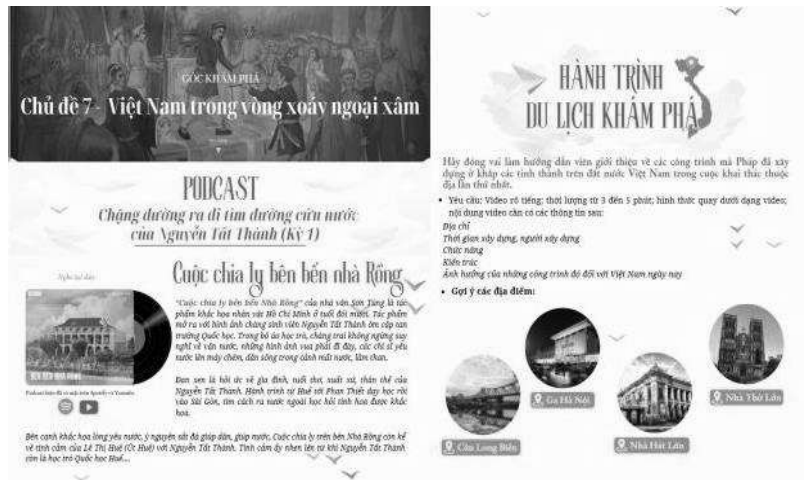 GÓC KHÁM PHÁ
Chủ đề 7 - Việt Nam trong vòng xoáy ngoại xâm
PODCAST
Chặng đường ra đi tìm đường cứu nước
của Nguyễn Tất Thành (Kỳ 1)
Nghe tại đây
Cuộc chia ly bên bến nhà Rồng
"Cuộc chia ly bên bến Nhà Rồng" của nhà văn Sơn Tùng là tác
phẩm khắc họa nhân vật Hồ Chí Minh ở tuổi đôi mươi. Tác phẩm
mở ra với hình ảnh chàng sinh viên Nguyễn Tất Thành ôm cặp tan
trường Quốc học. Trong bộ áo học trò, chàng trai không ngừng suy
nghĩ về vận nước, những hình ảnh vua phải đi đày, các chí sĩ yêu
nước lên máy chém, dân sống trong cảnh mất nước, lầm than.
Đan xen là hồi ức về gia đình, tuổi thơ, xuất xứ, thân thế của
Nguyễn Tất Thành. Hành trình từ Huế tới Phan Thiết dạy học rồi
vào Sài Gòn, tìm cách ra nước ngoài học hỏi tinh hoa được khắc
họa.
BẾN NHÀ RỒNG
Podcast hiện đã có mặt trên Spotify và Youtube
Bên cạnh khắc họa lòng yêu nước, ý nguyện sắt đá giúp dân, giúp nước, Cuộc chia ly trên bến Nhà Rồng còn kể
về tình cảm của Lê Thị Huệ (Út Huệ) với Nguyễn Tất Thành. Tình cảm ấy nhen lên từ khi Nguyễn Tất Thành
còn là học trò Quốc học Huế....
HÀNH TRÌNH
DU LỊCH KHÁM PHÁ
Hãy đóng vai làm hướng dẫn viên giới thiệu về các công trình mà Pháp đã xây
dựng ở khắp các tỉnh thành trên đất nước Việt Nam trong cuộc khai thác thuộc
địa lần thứ nhất.
• Yêu cầu: Video rõ tiếng; thời lượng từ 3 đến 5 phút; hình thức quay dưới dạng video;
nội dung video cần có các thông tin sau:
Địa chỉ
Thời gian xây dựng, người xây dựng
Chức năng
Kiến trúc
Ảnh hưởng của những công trình đó đối với Việt Nam ngày nay
• Gợi ý các địa điểm:
Cầu Long Biên
Ga Hà Nội
Nhà Hát Lớn
Nhà Thờ Lớn